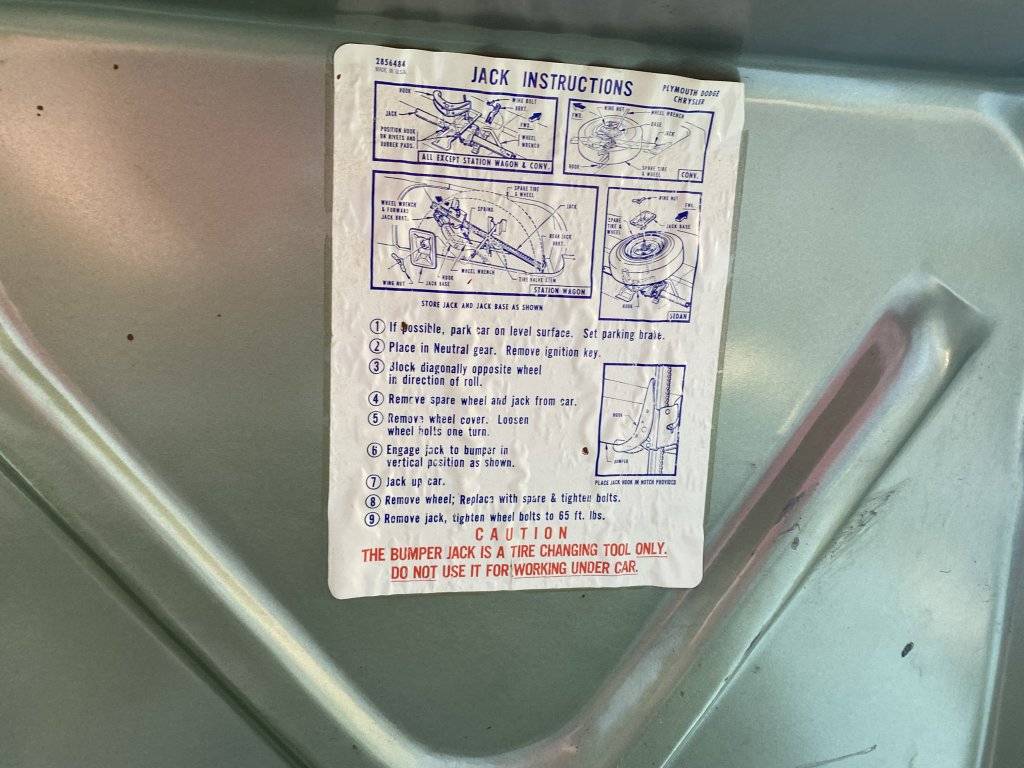 2856484
MADE IN U.S.A.
JACK INSTRUCTIONS
PLYMOUTH DODGE
CHRYSLER
HOOK
JACK
POSITION HOOK
ON RIVETS AND
RUBBER PADS.
WING BOLT
BRKT.
FWD.
WHEEL
WRENCH
ALL EXCEPT STATION WAGON & CONV.
WING NUT
FWD.
WHEEL WRENCH
BASE
JACK
HOOK
SPARE TIRE
& WHEEL
CONV.
SPARE TIRE
& WHEEL
WHEEL WRENCH
& FORWARD
JACK BRKT.
SPRING
JACK
REAR JACK
BRKT.
WHEEL WRENCH
HOOK
TIRE VALVE STEM
WING NUT
JACK BASE
STATION WAGON
WING NUT
FWD.
SPARE
TIRE &
WHEEL
JACK BASE
HOOK
SEDAN
STORE JACK AND JACK BASE AS SHOWN
1 If possible, park car on level surface. Set parking brake.
2 Place in Neutral gear. Remove ignition key.
3 Block diagonally opposite wheel
in direction of roll.
4 Remove spare wheel and jack from car.
5 Remove wheel cover. Loosen
wheel bolts one turn.
6 Engage jack to bumper in
vertical position as shown.
7 Jack up car.
HOOK
BUMPER
PLACE JACK HOOK IN NOTCH PROVIDED
8 Remove wheel; Replace with spare & tighten bolts.
9 Remove jack, tighten wheel bolts to 65 ft. lbs.
CAUTION
THE BUMPER JACK IS A TIRE CHANGING TOOL ONLY.
DO NOT USE IT FOR WORKING UNDER CAR.